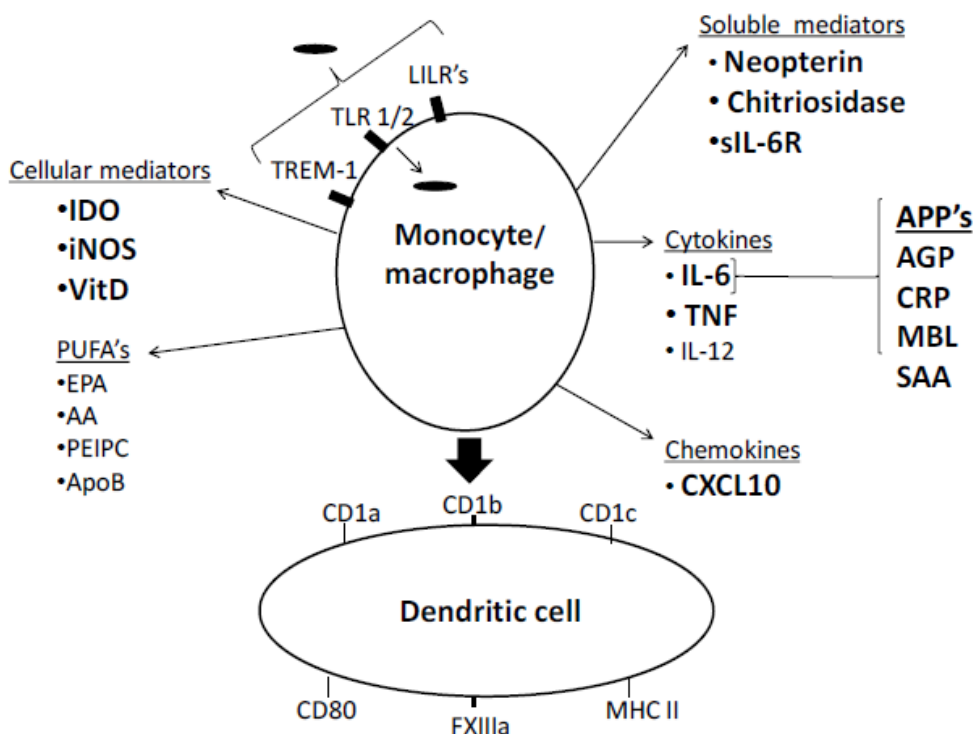 Soluble mediators
• Neopterin
• Chitriosidase
•sIL-6R
LILR's
TLR 1/2
TREM-1
Cellular mediators
•IDO
•iNOS
•VitD
Monocyte/
macrophage
Cytokines
• IL-6
• TNF
• IL-12
APP's
AGP
CRP
MBL
SAA
PUFA's
•EPA
•AA
•PEIPC
•ApoB
Chemokines
• CXCL10
CD1a
CD1b
CD1c
Dendritic cell
CD80
FXIIIa
MHC II